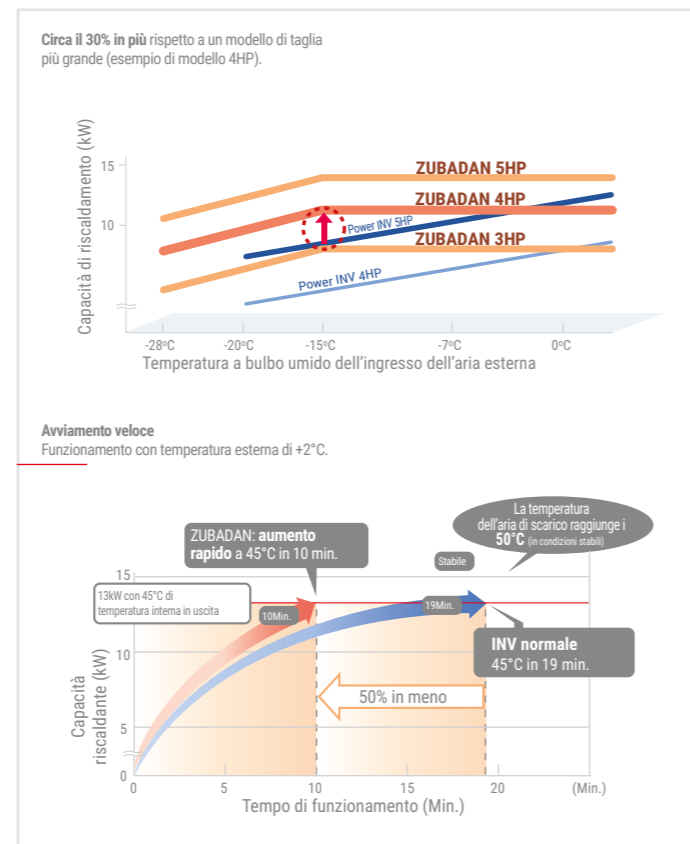 Circa il 30% in più rispetto a un modello di taglia
più grande (esempio di modello 4HP).
Capacità di riscaldamento (kW)
15
10
ZUBADAN 5HP
ZUBADAN 4HP
Power INV 5HP
ZUBADAN 3HP
Power INV 4HP
-28ºC
-20ºC
-15ºC
-7ºC
0ºC
Temperatura a bulbo umido dell’ingresso dell’aria esterna
Avviamento veloce
Funzionamento con temperatura esterna di +2°C.
La temperatura
dell’aria di scarico raggiunge i
50°C (in condizioni stabili)
ZUBADAN: aumento
rapido a 45°C in 10 min.
Stabile
13kW con 45°C di
temperatura interna in uscita
10Min.
19Min.
INV normale
45°C in 19 min.
50% in meno
Capacità
riscaldante (kW)
15
10
5
0
0
5
10
15
20
(Min.)
Tempo di funzionamento (Min.)